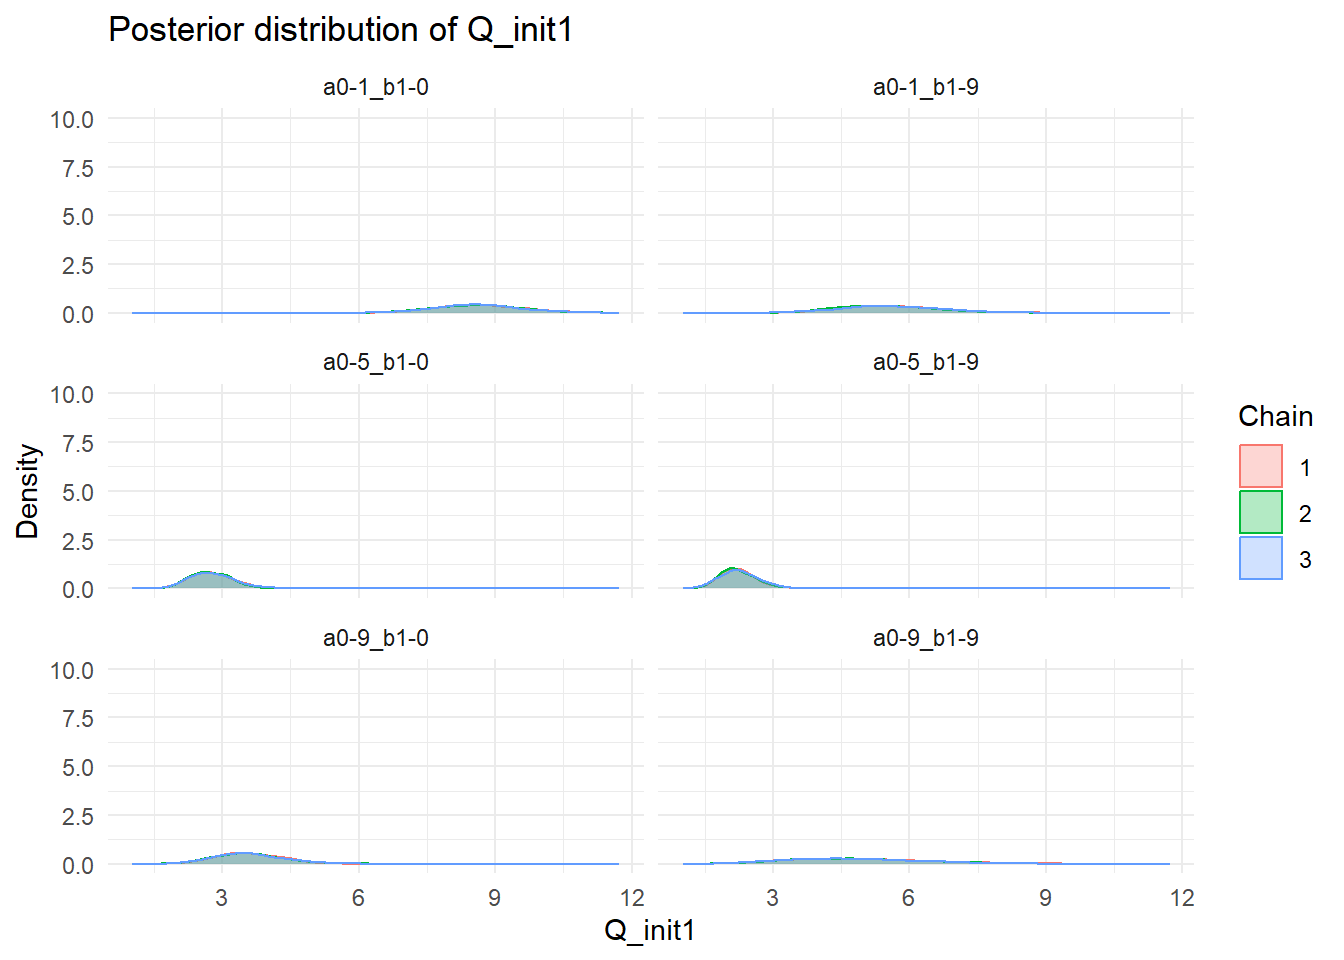 Posterior distribution of Q_init1
a0-1_b1-0
a0-1_b1-9
10.0
7.5
5.0
2.5
0.0
a0-5_b1-0
a0-5_b1-9
10.0
7.5
5.0
2.5
0.0
a0-9_b1-0
a0-9_b1-9
10.0
7.5
5.0
2.5
0.0
3 6 9 12
3 6 9 12
Q_init1
Density
Chain
1
2
3